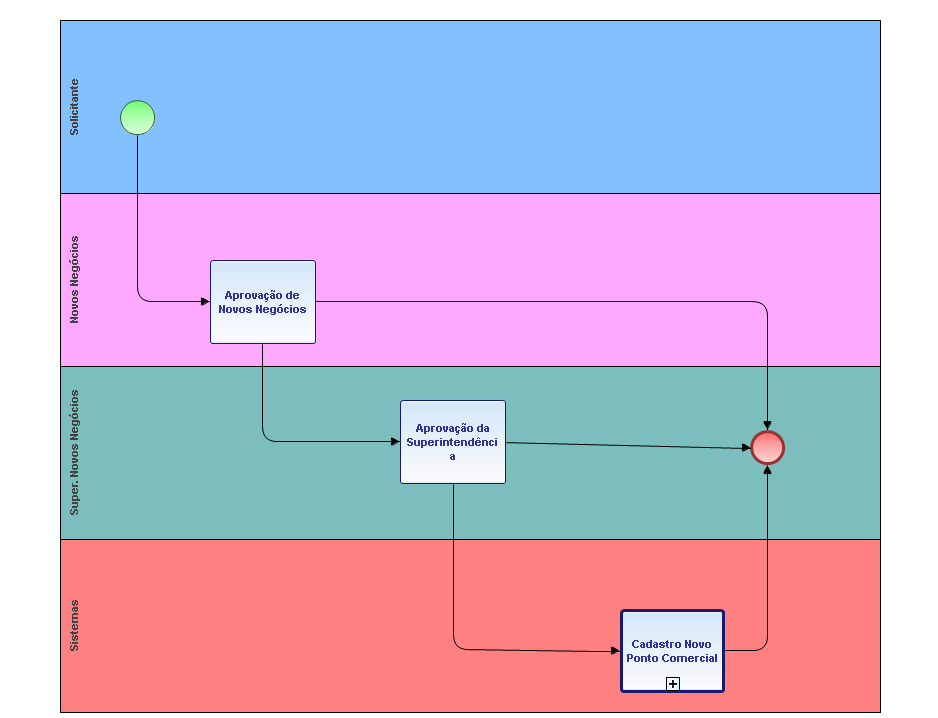 Solicitante
Novos Negócios
Aprovação de
Novos Negócios
Super. Novos Negócios
Aprovação da
Superintendênci
a
Sistemas
Cadastro Novo
Ponto Comercial